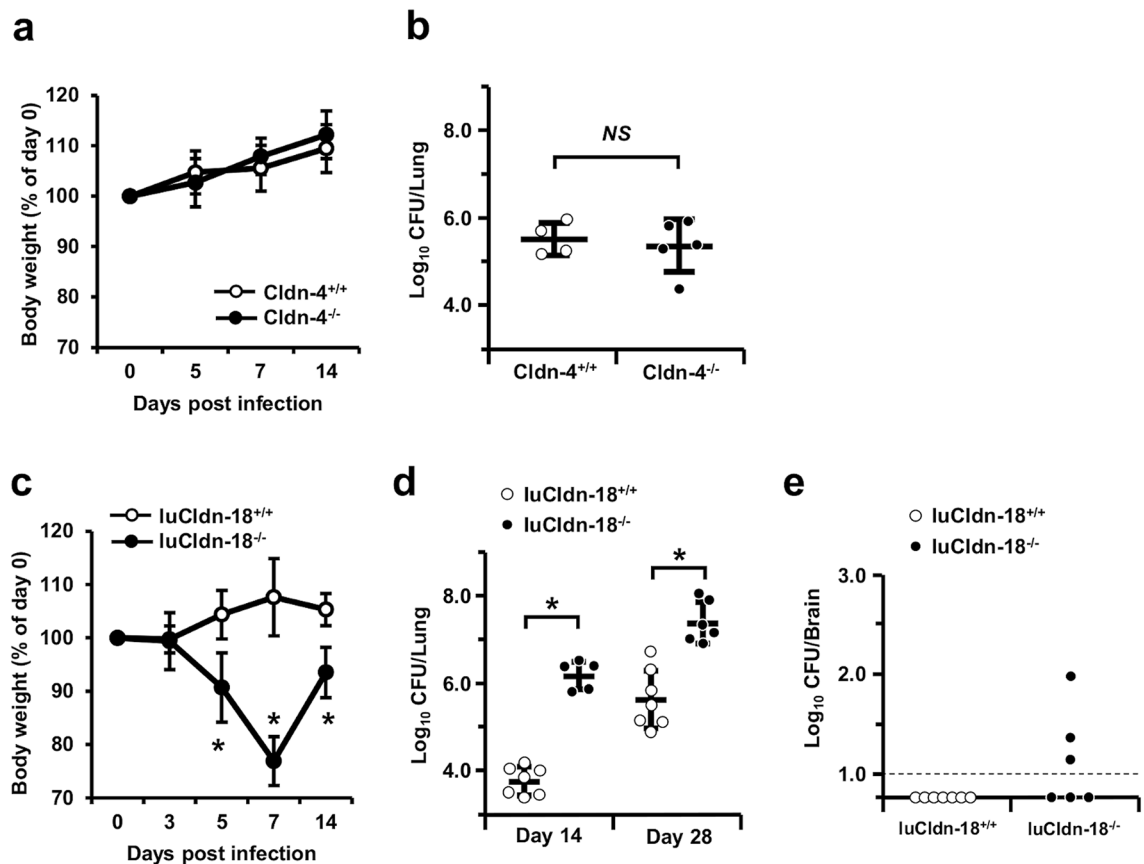 a
Body weight (% of day 0)
120
110
100
90
80
70
Cldn-4+/+
Cldn-4-/-
0 5 7 14
Days post infection
b
Log10 CFU/Lung
8.0
6.0
4.0
NS
Cldn-4+/+ Cldn-4-/-
c
luCldn-18+/+
luCldn-18-/-
Body weight (% of day 0)
120
110
100
90
80
70
*
*
*
0 3 5 7 14
Days post infection
d
luCldn-18+/+
luCldn-18-/-
Log10 CFU/Lung
8.0
6.0
4.0
*
*
Day 14 Day 28
e
luCldn-18+/+
luCldn-18-/-
Log10 CFU/Brain
3.0
2.0
1.0
luCldn-18+/+ luCldn-18-/-